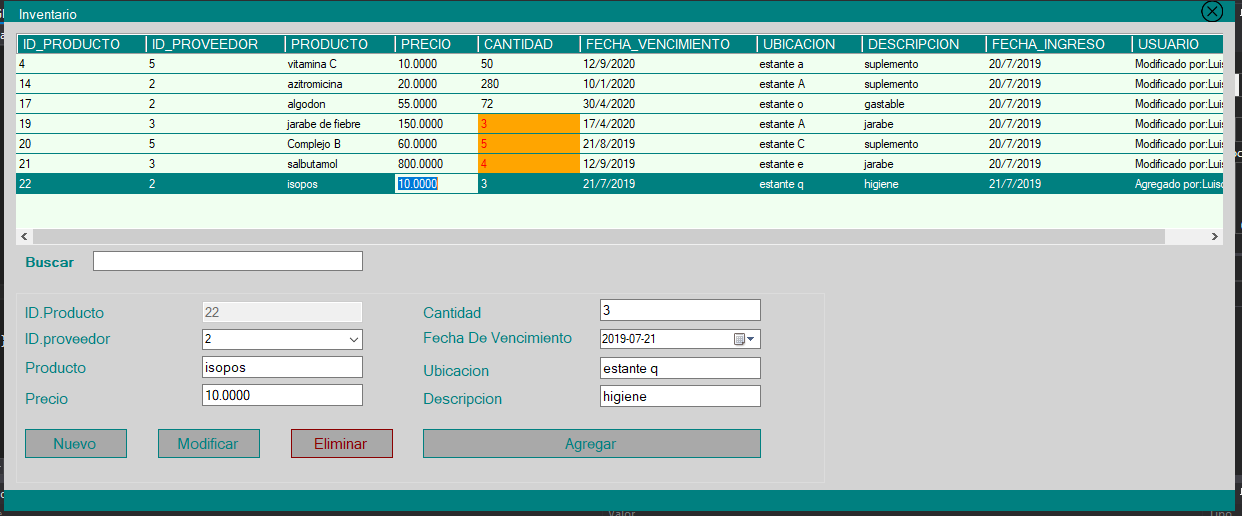 Inventario
ID_PRODUCTO ID_PROVEEDOR PRODUCTO PRECIO CANTIDAD FECHA_VENCIMIENTO UBICACION DESCRIPCION FECHA_INGRESO USUARIO
4 5 vitamina C 10.0000 50 12/9/2020 estante a suplemento 20/7/2019 Modificado por:Luis
14 2 azitromicina 20.0000 280 10/1/2020 estante A suplemento 20/7/2019 Modificado por:Luis
17 2 algodon 55.0000 72 30/4/2020 estante o gastable 20/7/2019 Modificado por:Luis
19 3 jarabe de fiebre 150.0000 3 17/4/2020 estante A jarabe 20/7/2019 Modificado por:Luis
20 5 Complejo B 60.0000 5 21/8/2019 estante C suplemento 20/7/2019 Modificado por:Luis
21 3 salbutamol 800.0000 4 12/9/2019 estante e jarabe 20/7/2019 Modificado por:Luis
22 2 isopos 10.0000 3 21/7/2019 estante q higiene 21/7/2019 Agregado por:Luis
Buscar
ID.Producto 22 Cantidad 3
ID.proveedor 2 Fecha De Vencimiento 2019-07-21
Producto isopos Ubicacion estante q
Precio 10.0000 Descripcion higiene
Nuevo Modificar Eliminar Agregar
Valor